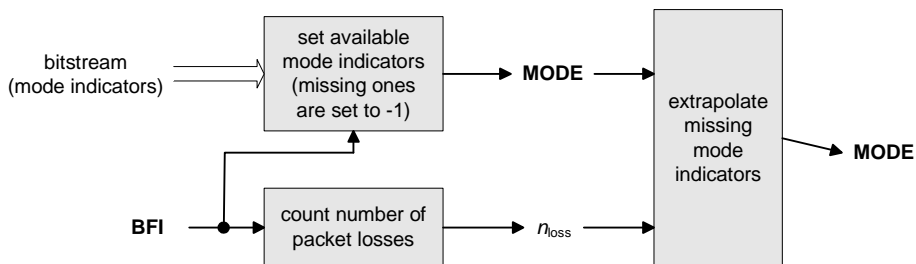 bitstream
(mode indicators)
set available
mode indicators
(missing ones
are set to -1)
MODE
extrapolate
missing
mode
indicators
MODE
BFI
count number of
packet losses
nloss